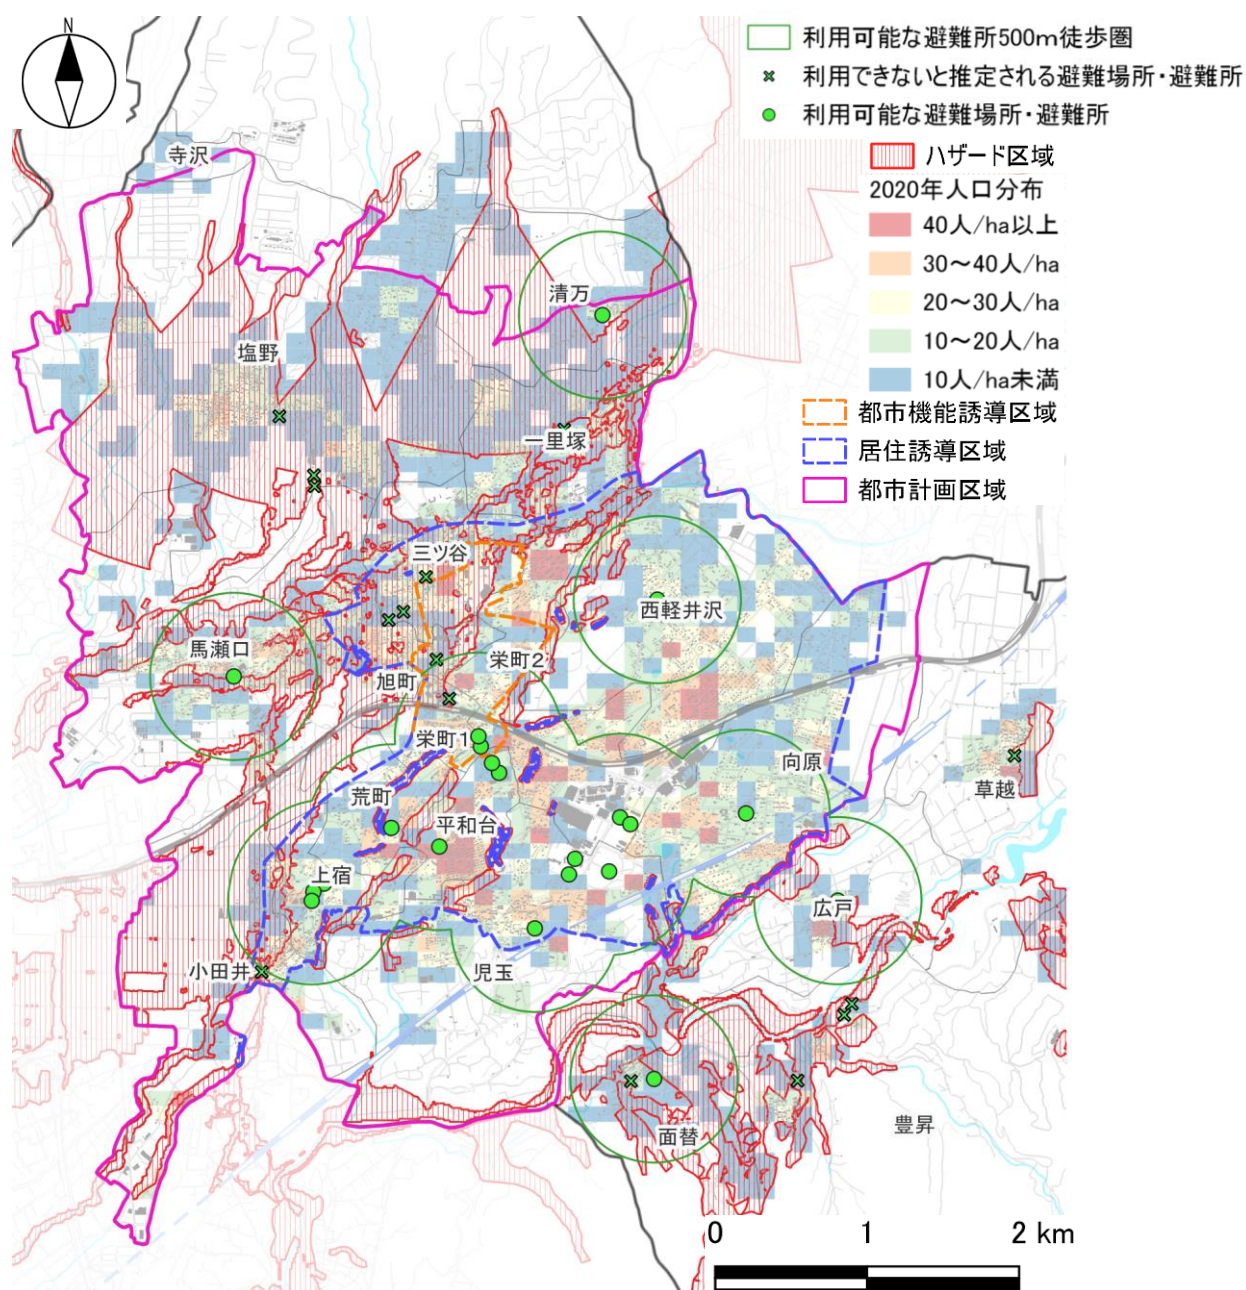 N
利用可能な避難所500m徒歩圏
利用できないと推定される避難場所・避難所
利用可能な避難場所・避難所
ハザード区域
2020年人口分布
40人/ha以上
30～40人/ha
20～30人/ha
10～20人/ha
10人/ha未満
都市機能誘導区域
居住誘導区域
都市計画区域
寺沢
清万
塩野
一里塚
三ツ谷
西軽井沢
馬瀬口
栄町2
旭町
栄町1
向原
草越
荒町
平和台
上宿
広戸
小田井
児玉
豊昇
面替
0 1 2 km